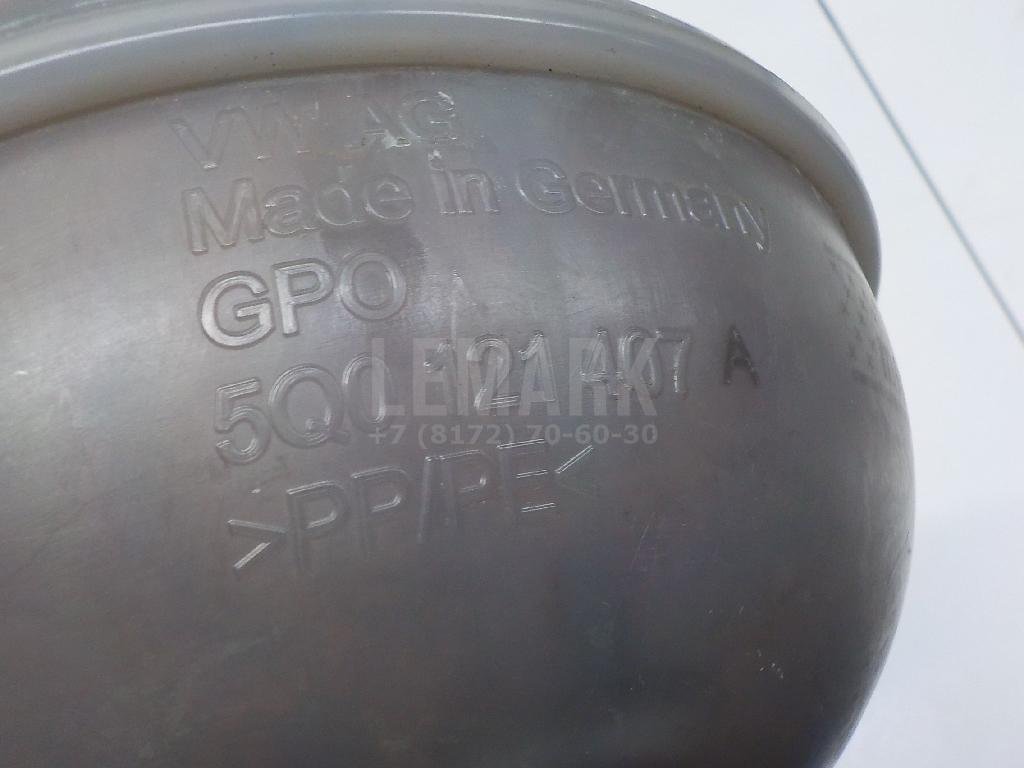 VW AG
Made in Germany
GPO
5Q0 121 407 A
>PP/PE<
LEMARK
+7 (8172) 70-60-30